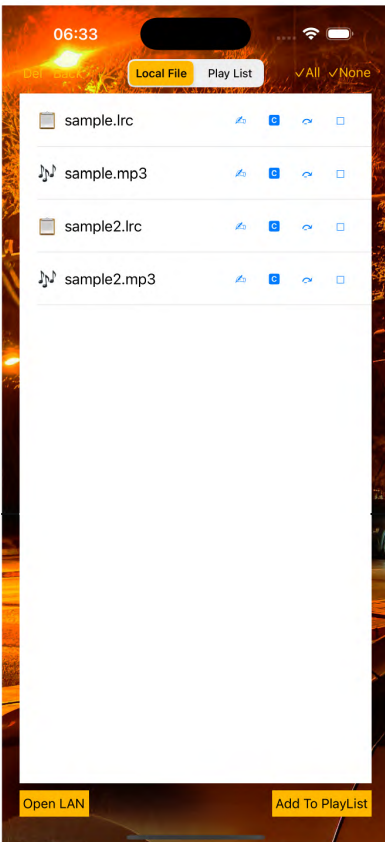 06:33
Del Back Local File Play List ✓All ✓None
sample.lrc C
sample.mp3 C
sample2.lrc C
sample2.mp3 C
Open LAN Add To PlayList